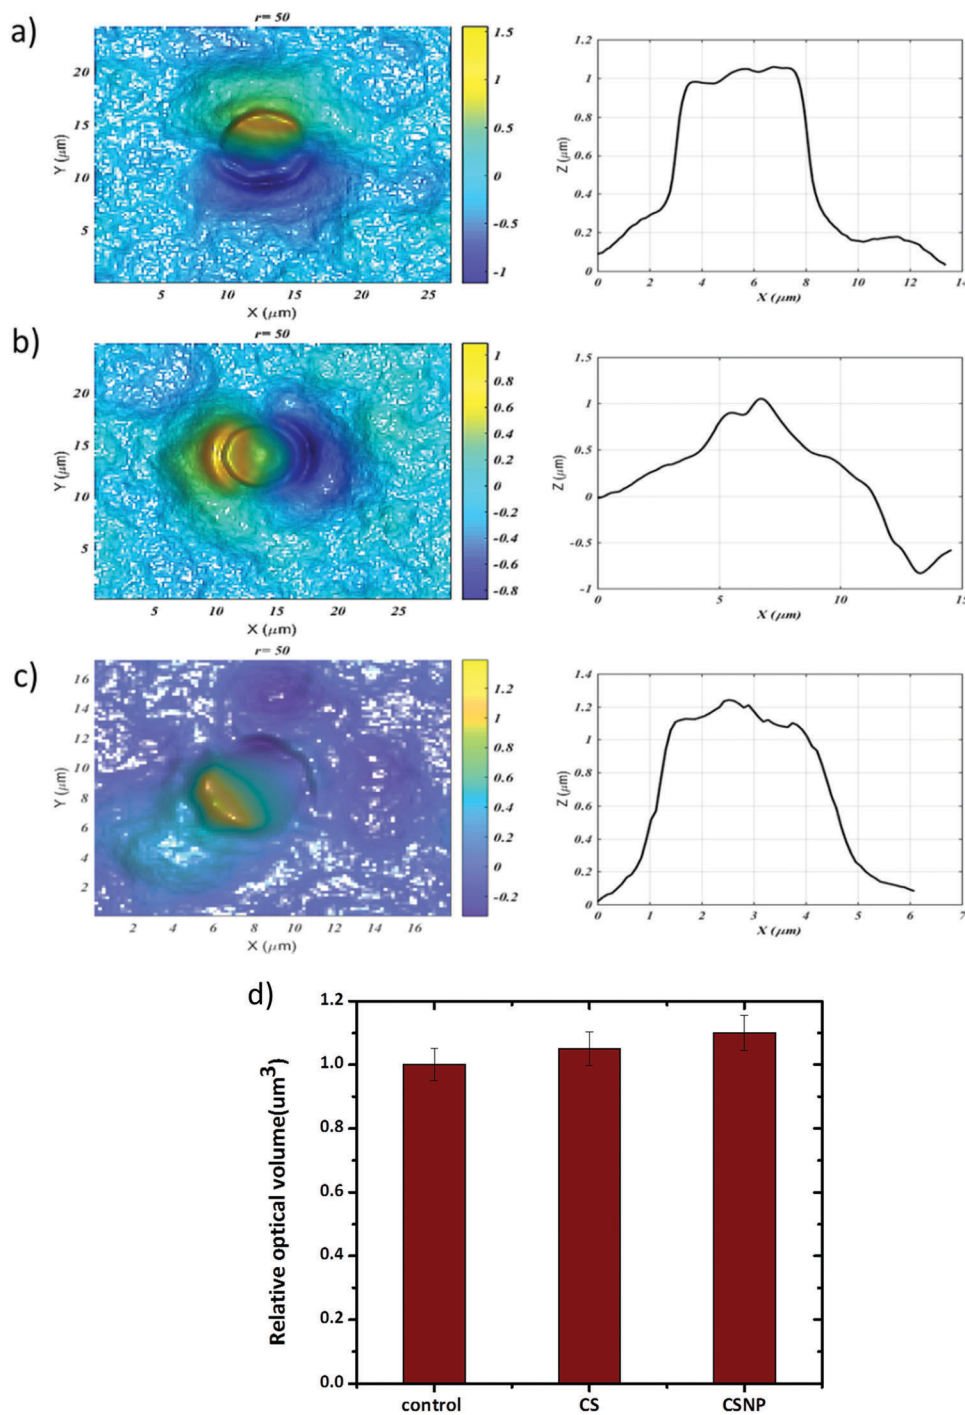 a)
r= 50
20
15
10
5
Y (μm)
5 10 15 20 25
X (μm)
1.5
1
0.5
0
-0.5
-1
1.2
1
0.8
0.6
0.4
0.2
0
Z (μm)
0 2 4 6 8 10 12 14
X (μm)
b)
r= 50
20
15
10
5
Y (μm)
5 10 15 20 25
X (μm)
1
0.8
0.6
0.4
0.2
0
-0.2
-0.4
-0.6
-0.8
1.5
1
0.5
0
-0.5
-1
Z (μm)
0 5 10 15
X (μm)
c)
r= 50
16
14
12
10
8
6
4
2
Y (μm)
2 4 6 8 10 12 14 16
X (μm)
1.2
1
0.8
0.6
0.4
0.2
0
-0.2
1.4
1.2
1
0.8
0.6
0.4
0.2
0
Z (μm)
0 1 2 3 4 5 6 7
X (μm)
d)
1.2
1.0
0.8
0.6
0.4
0.2
0.0
Relative optical volume(um³)
control CS CSNP